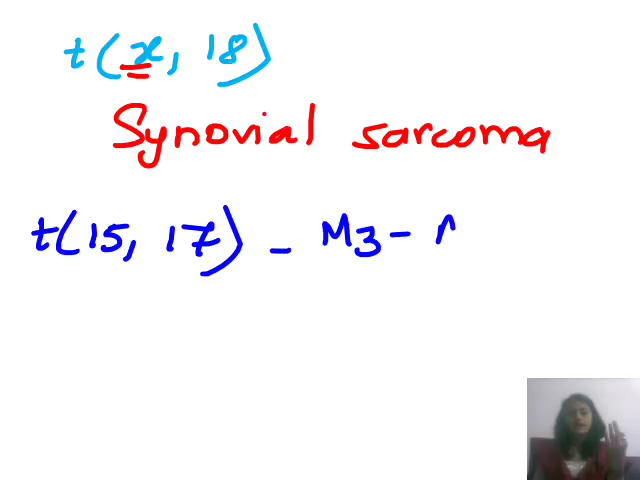 t(x, 18)
Synovial sarcoma
t(15, 17) - M3 -